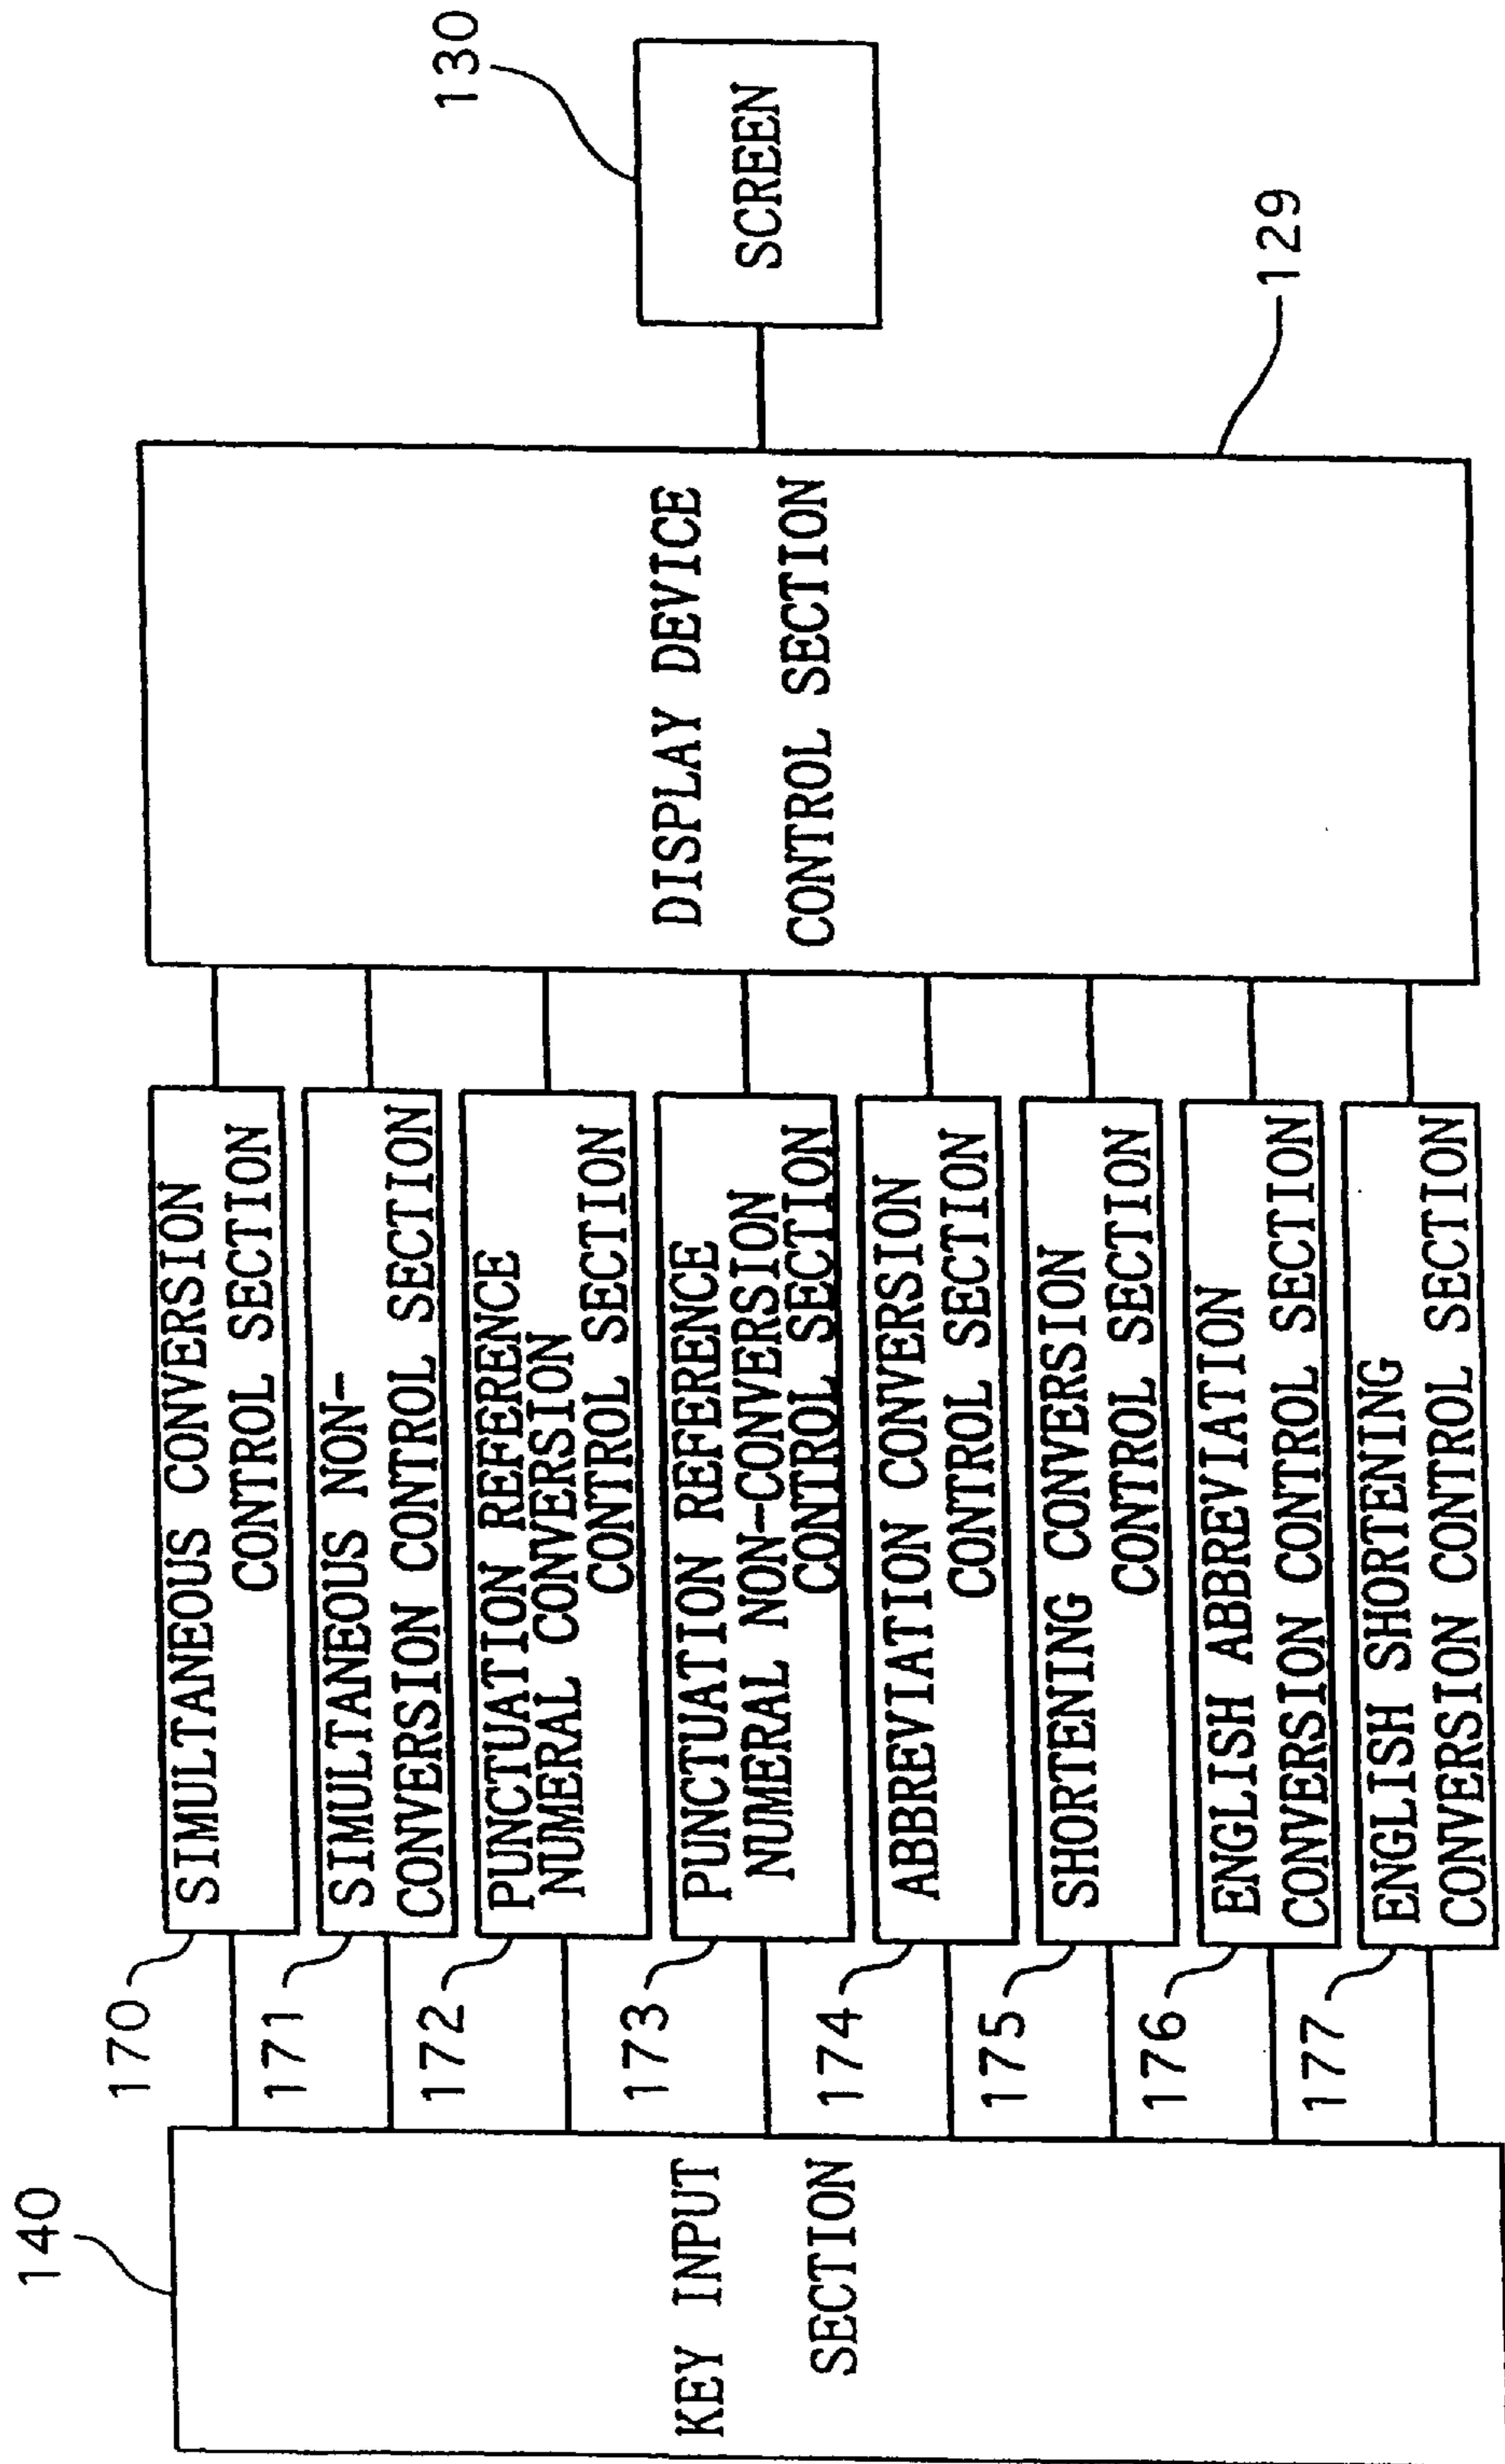 140
KEY INPUT
SECTION
170
SIMULTANEOUS CONVERSION
CONTROL SECTION
171
SIMULTANEOUS NON-
CONVERSION CONTROL SECTION
172
PUNCTUATION REFERENCE
NUMERAL CONVERSION
CONTROL SECTION
173
PUNCTUATION REFERENCE
NUMERAL NON-CONVERSION
CONTROL SECTION
174
ABBREVIATION CONVERSION
CONTROL SECTION
175
SHORTENING CONVERSION
CONTROL SECTION
176
ENGLISH ABBREVIATION
CONVERSION CONTROL SECTION
177
ENGLISH SHORTENING
CONVERSION CONTROL SECTION
DISPLAY DEVICE
CONTROL SECTION
129
130
SCREEN